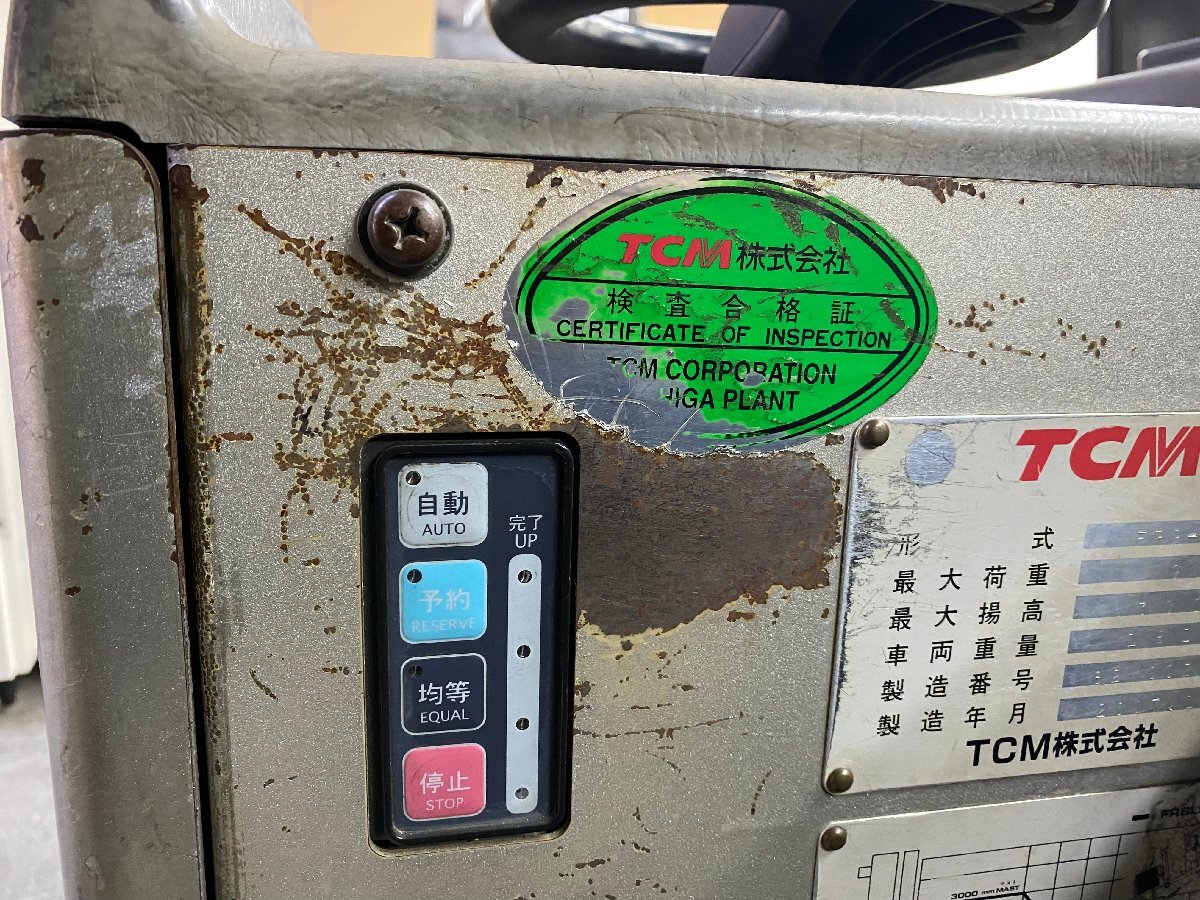 TCM株式会社
検査合格証
CERTIFICATE OF INSPECTION
TCM CORPORATION
HIGA PLANT
自動
AUTO
完了
UP
予約
RESERVE
均等
EQUAL
停止
STOP
TCM
形式
最大荷重
最大揚高
車両重量
製造番号
製造年月
TCM株式会社
マスト
3000 mm MAST